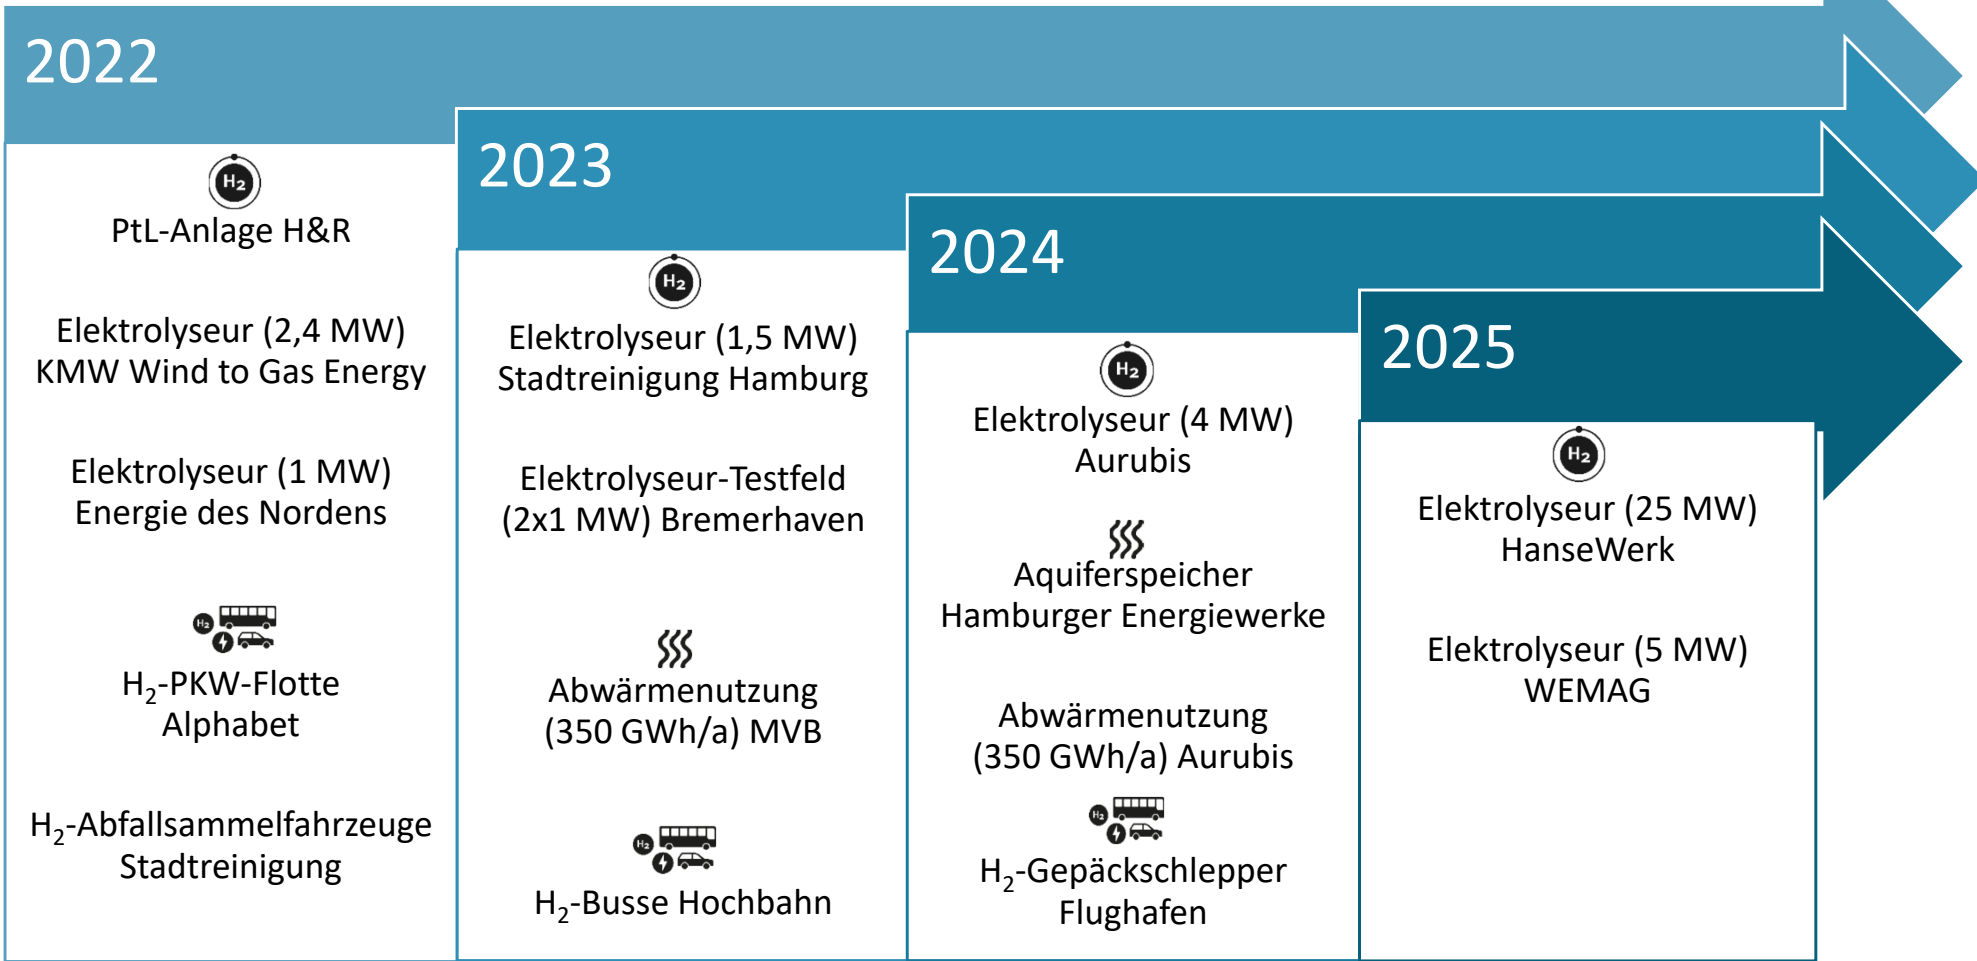 2022
H₂
PtL-Anlage H&R
Elektrolyseur (2,4 MW)
KMW Wind to Gas Energy
Elektrolyseur (1 MW)
Energie des Nordens
H₂
H₂-PKW-Flotte
Alphabet
H₂-Abfallsammelfahrzeuge
Stadtreinigung
2023
H₂
Elektrolyseur (1,5 MW)
Stadtreinigung Hamburg
Elektrolyseur-Testfeld
(2x1 MW) Bremerhaven
Abwärmenutzung
(350 GWh/a) MVB
H₂
H₂-Busse Hochbahn
2024
H₂
Elektrolyseur (4 MW)
Aurubis
Aquiferspeicher
Hamburger Energiewerke
Abwärmenutzung
(350 GWh/a) Aurubis
H₂
H₂-Gepäckschlepper
Flughafen
2025
H₂
Elektrolyseur (25 MW)
HanseWerk
Elektrolyseur (5 MW)
WEMAG